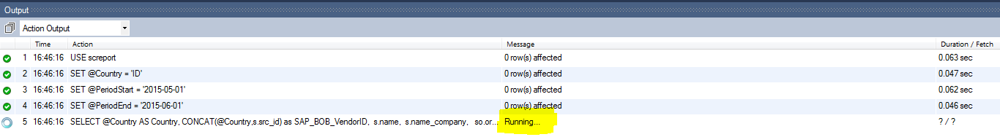 Output
Action Output
Time Action Message Duration / Fetch
1 16:46:16 USE screport 0 row(s) affected 0.063 sec
2 16:46:16 SET @Country = 'ID' 0 row(s) affected 0.047 sec
3 16:46:16 SET @PeriodStart = '2015-05-01' 0 row(s) affected 0.062 sec
4 16:46:16 SET @PeriodEnd = '2015-06-01' 0 row(s) affected 0.046 sec
5 16:46:16 SELECT @Country AS Country, CONCAT(@Country,s.src_id) as SAP_BOB_VendorID, s.name, s.name_company, so.or... Running... ? / ?